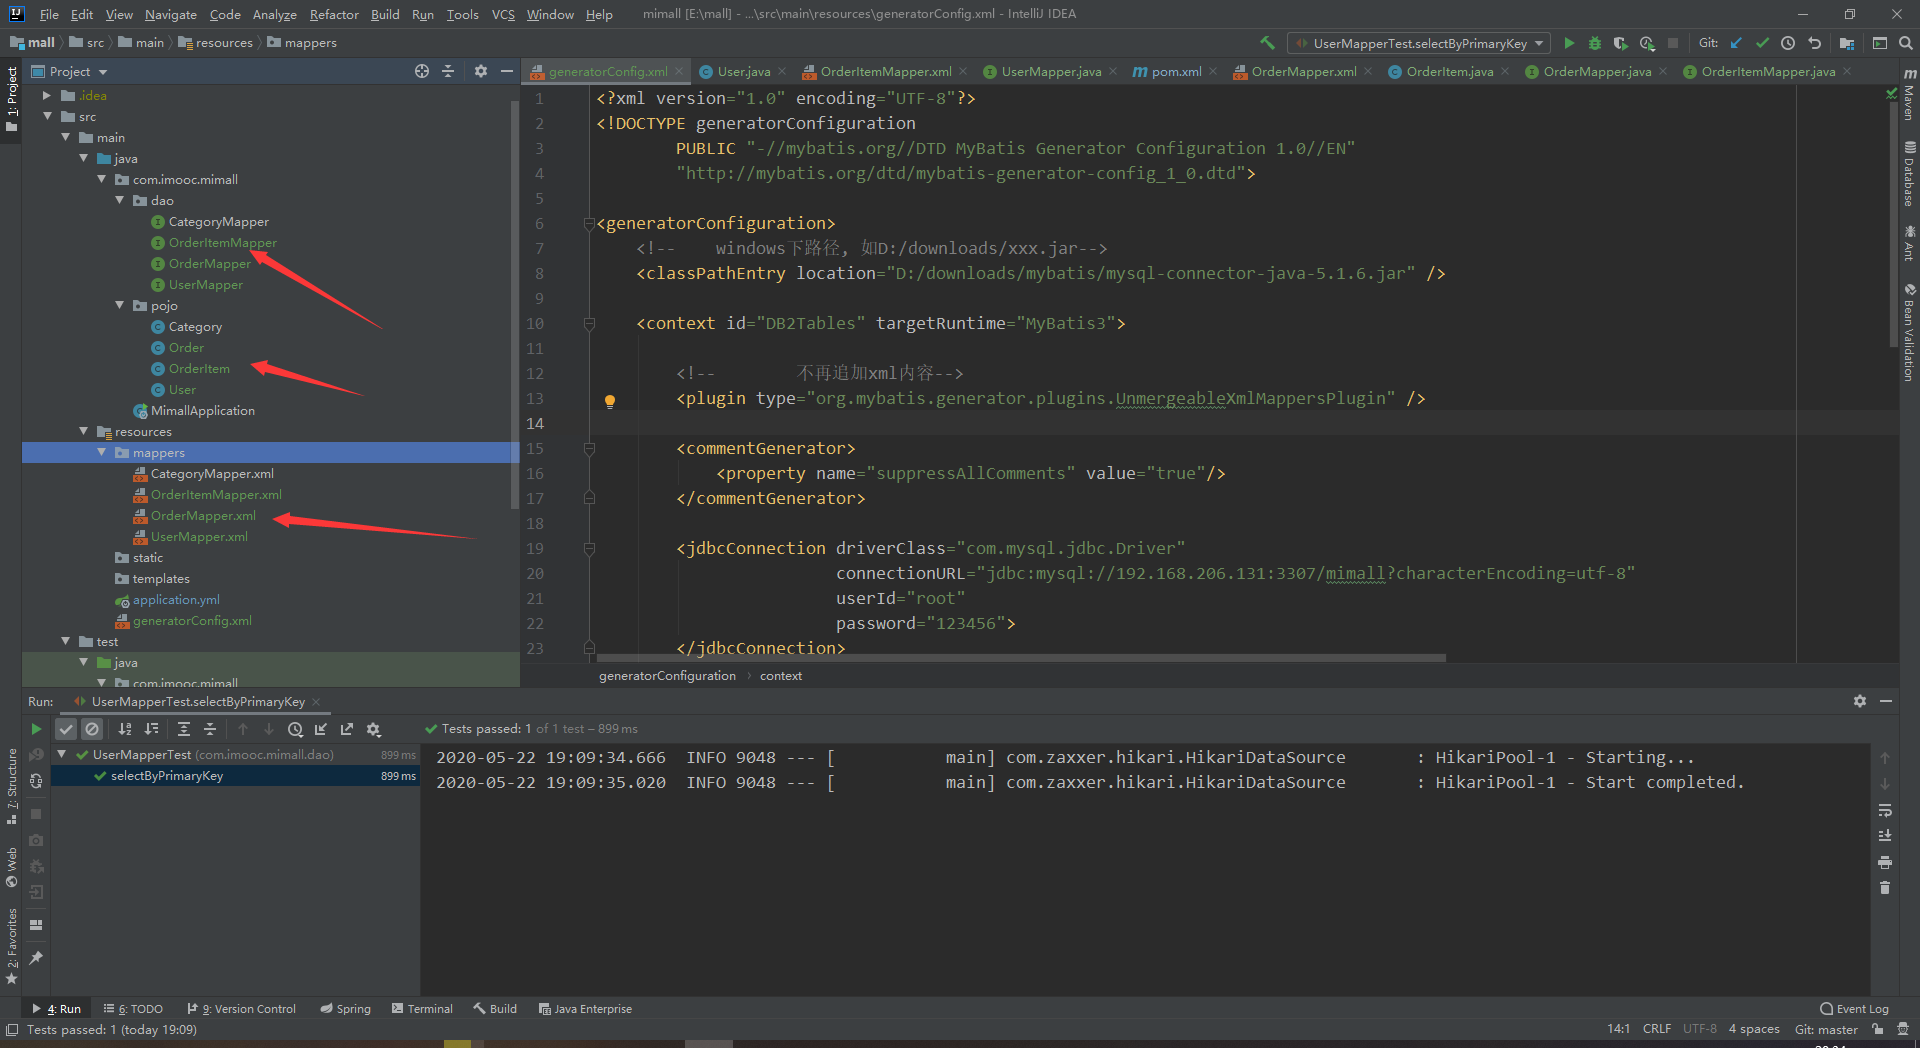 File Edit View Navigate Code Analyze Refactor Build Run Tools VCS Window Help mimall [E:\mall] - ...\src\main\resources\generatorConfig.xml - IntelliJ IDEA
mall src main resources mappers UserMapperTest.selectByPrimaryKey Git:
Project generatorConfig.xml User.java OrderItemMapper.xml UserMapper.java pom.xml OrderMapper.xml OrderItem.java OrderMapper.java OrderItemMapper.java
1: Project
.idea
src
main
java
com.imooc.mimall
dao
CategoryMapper
OrderItemMapper
OrderMapper
UserMapper
pojo
Category
Order
OrderItem
User
MimallApplication
resources
mappers
CategoryMapper.xml
OrderItemMapper.xml
OrderMapper.xml
UserMapper.xml
static
templates
application.yml
generatorConfig.xml
test
java
com.imooc.mimall
1 <?xml version="1.0" encoding="UTF-8"?>
2 <!DOCTYPE generatorConfiguration
3 PUBLIC "-//mybatis.org//DTD MyBatis Generator Configuration 1.0//EN"
4 "http://mybatis.org/dtd/mybatis-generator-config_1_0.dtd">
5
6 <generatorConfiguration>
7 <!-- windows下路径, 如D:/downloads/xxx.jar-->
8 <classPathEntry location="D:/downloads/mybatis/mysql-connector-java-5.1.6.jar" />
9
10 <context id="DB2Tables" targetRuntime="MyBatis3">
11
12 <!-- 不再追加xml内容-->
13 <plugin type="org.mybatis.generator.plugins.UnmergeableXmlMappersPlugin" />
14
15 <commentGenerator>
16 <property name="suppressAllComments" value="true"/>
17 </commentGenerator>
18
19 <jdbcConnection driverClass="com.mysql.jdbc.Driver"
20 connectionURL="jdbc:mysql://192.168.206.131:3307/mimall?characterEncoding=utf-8"
21 userId="root"
22 password="123456">
23 </jdbcConnection>
generatorConfiguration context
Maven
Database
Ant
Bean Validation
Run: UserMapperTest.selectByPrimaryKey
Tests passed: 1 of 1 test – 899 ms
UserMapperTest (com.imooc.mimall.dao) 899 ms
selectByPrimaryKey 899 ms
2020-05-22 19:09:34.666 INFO 9048 --- [ main] com.zaxxer.hikari.HikariDataSource : HikariPool-1 - Starting...
2020-05-22 19:09:35.020 INFO 9048 --- [ main] com.zaxxer.hikari.HikariDataSource : HikariPool-1 - Start completed.
7: Structure
Web
2: Favorites
4: Run 6: TODO 9: Version Control Spring Terminal Build Java Enterprise Event Log
Tests passed: 1 (today 19:09) 14:1 CRLF UTF-8 4 spaces Git: master